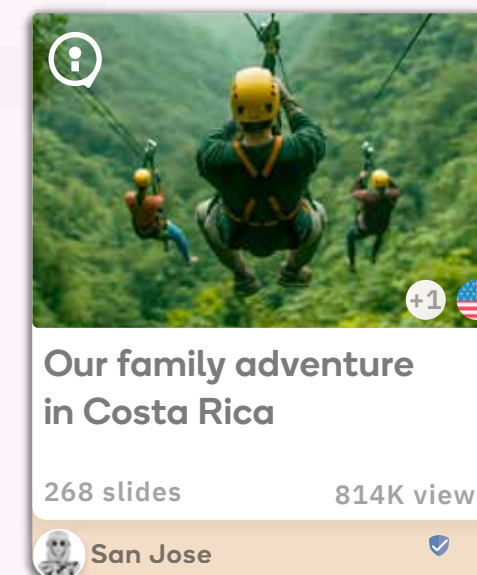 +1
Our family adventure
in Costa Rica
268 slides
814K view
San Jose